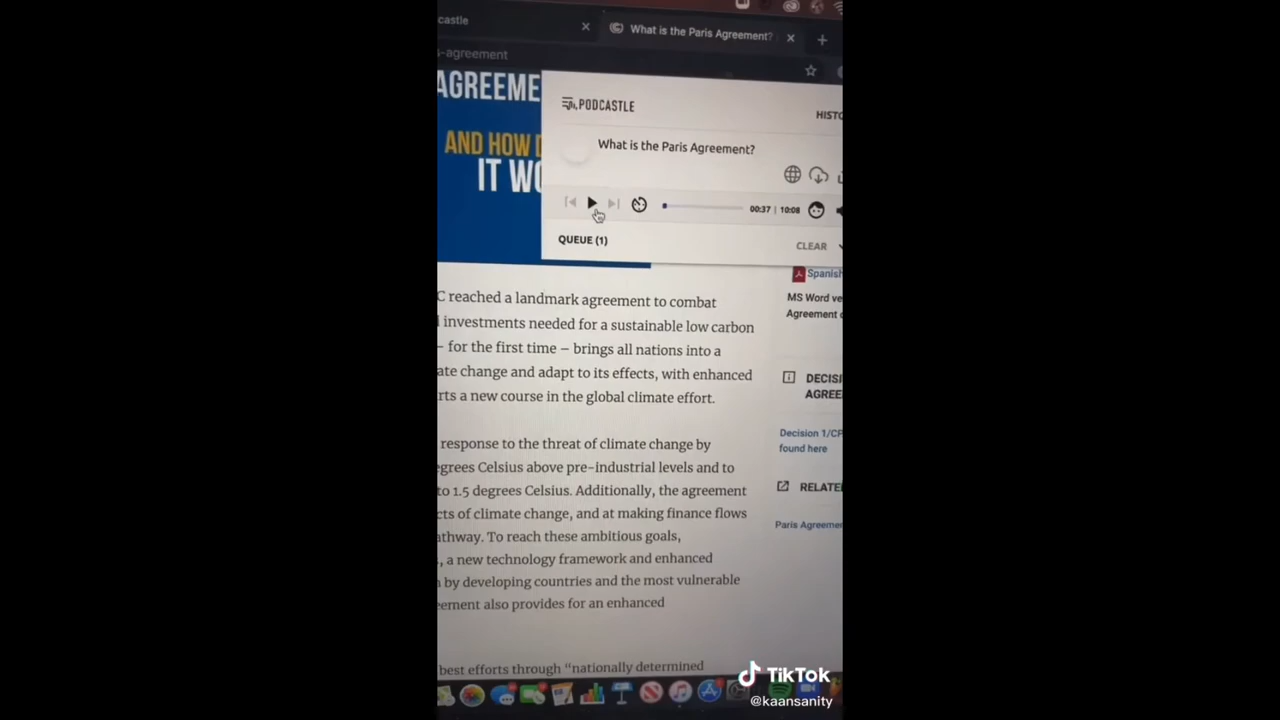 castle
What is the Paris Agreement?
s-agreement
AGREEME
AND HOW
IT WO
PODCASTLE
HISTO
What is the Paris Agreement?
00:37 | 10:08
QUEUE (1)
CLEAR
Spanish
MS Word ve
Agreement
C reached a landmark agreement to combat
investments needed for a sustainable low carbon
– for the first time – brings all nations into a
ate change and adapt to its effects, with enhanced
rts a new course in the global climate effort.
DECISI
AGREE
Decision 1/CP
found here
response to the threat of climate change by
egrees Celsius above pre-industrial levels and to
to 1.5 degrees Celsius. Additionally, the agreement
cts of climate change, and at making finance flows
athway. To reach these ambitious goals,
, a new technology framework and enhanced
n by developing countries and the most vulnerable
eement also provides for an enhanced
RELATE
Paris Agreemen
best efforts through “nationally determined
TikTok
@kaansanity